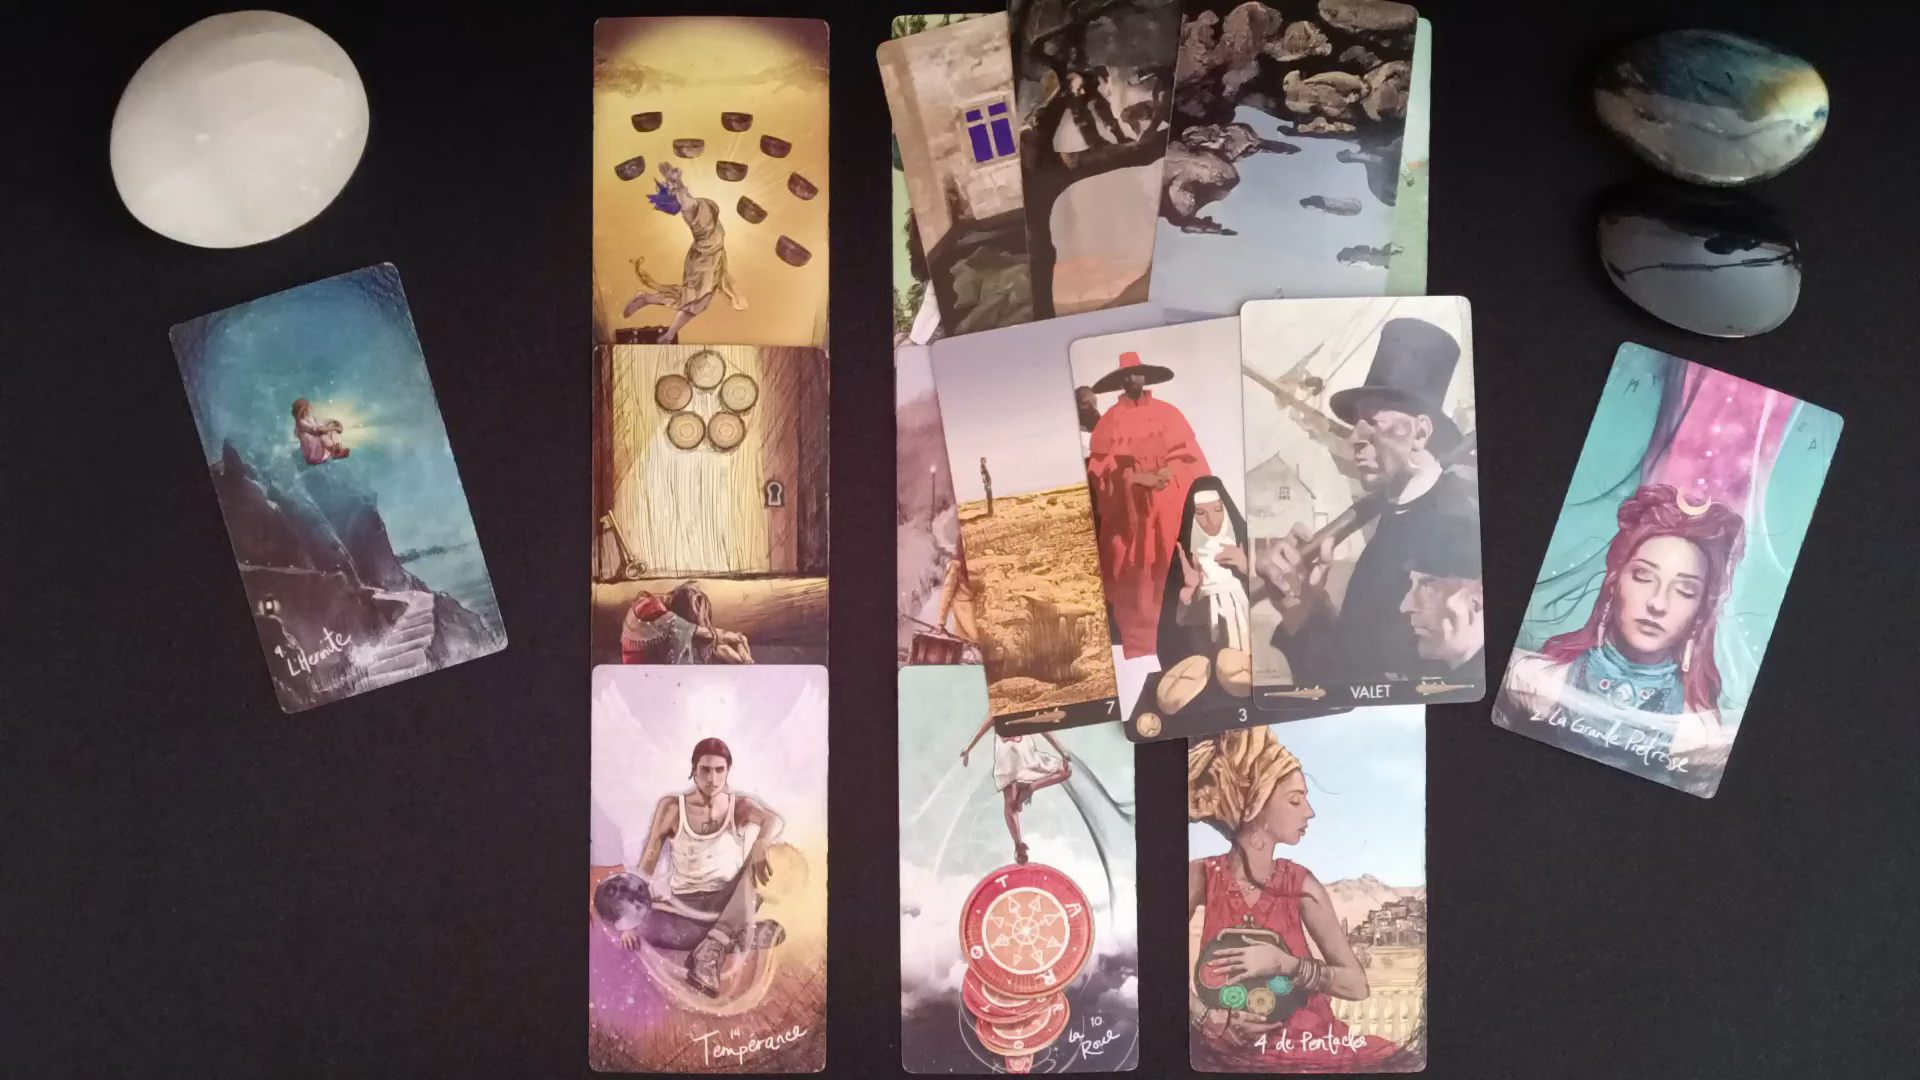 9
L'Hermite
14
Tempérance
T
A
R
O
10
La
Roue
7
3
VALET
4 de Pentacles
2 La Grande Prêtresse